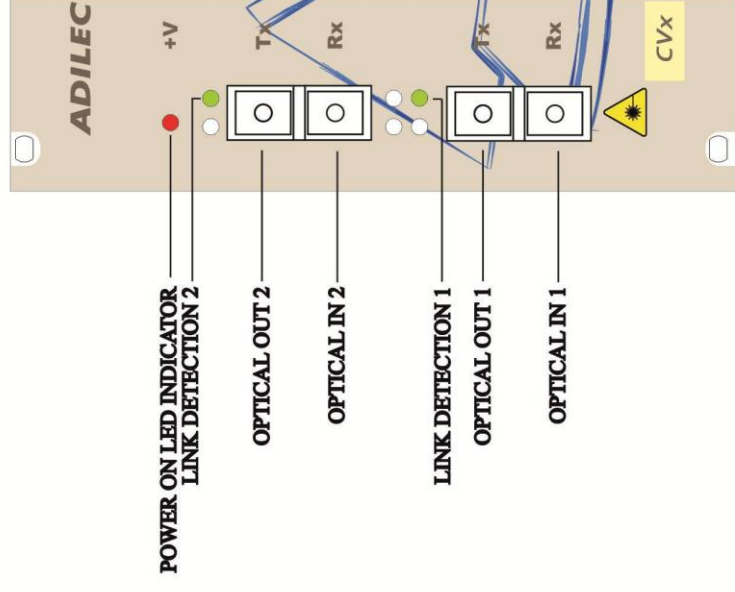 ADILEC
+V
Tx
Rx
Tx
Rx
CVx
POWER ON LED INDICATOR
LINK DETECTION 2
OPTICAL OUT 2
OPTICAL IN 2
LINK DETECTION 1
OPTICAL OUT 1
OPTICAL IN 1